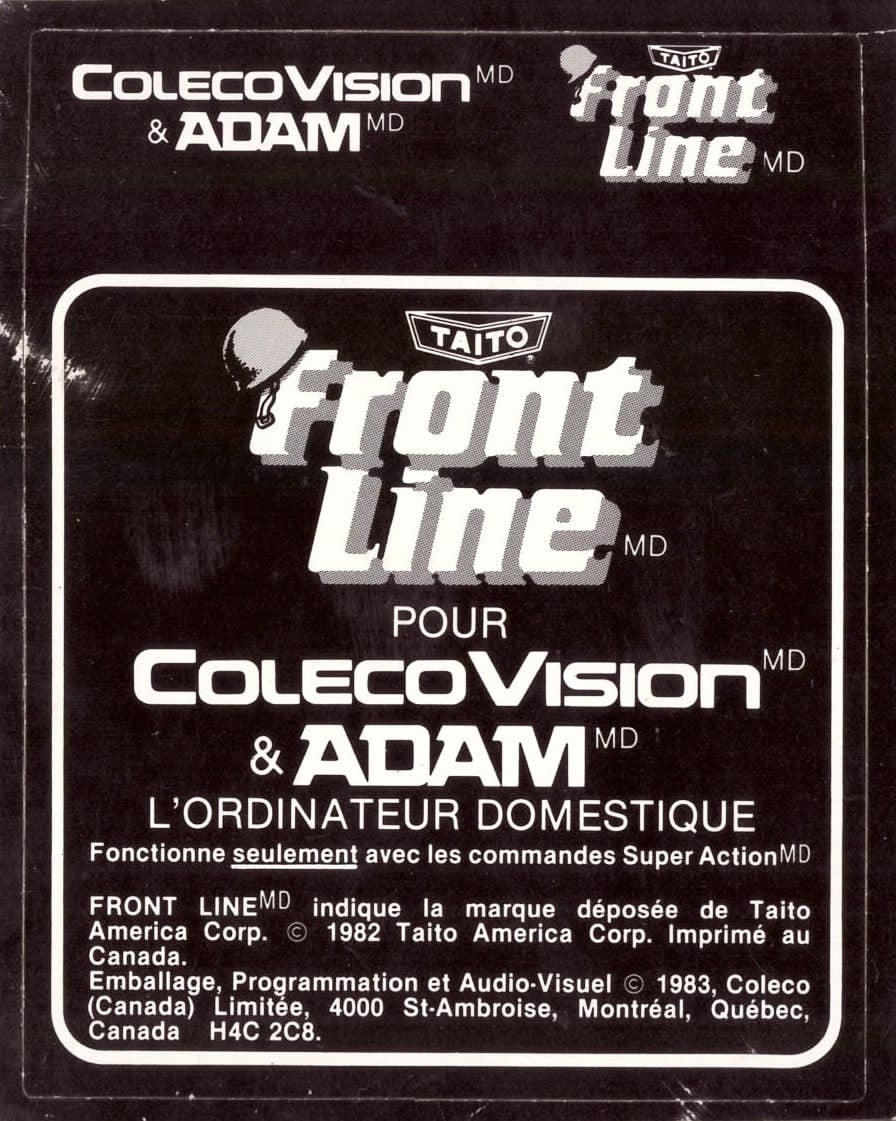 COLECOVISION MD
& ADAM MD
TAITO
Front
Line MD
TAITO ®
Front
Line MD
POUR
COLECOVISION MD
& ADAM MD
L'ORDINATEUR DOMESTIQUE
Fonctionne seulement avec les commandes Super Action MD
FRONT LINE MD indique la marque déposée de Taito
America Corp. © 1982 Taito America Corp. Imprimé au
Canada.
Emballage, Programmation et Audio-Visuel © 1983, Coleco
(Canada) Limitée, 4000 St-Ambroise, Montréal, Québec,
Canada H4C 2C8.